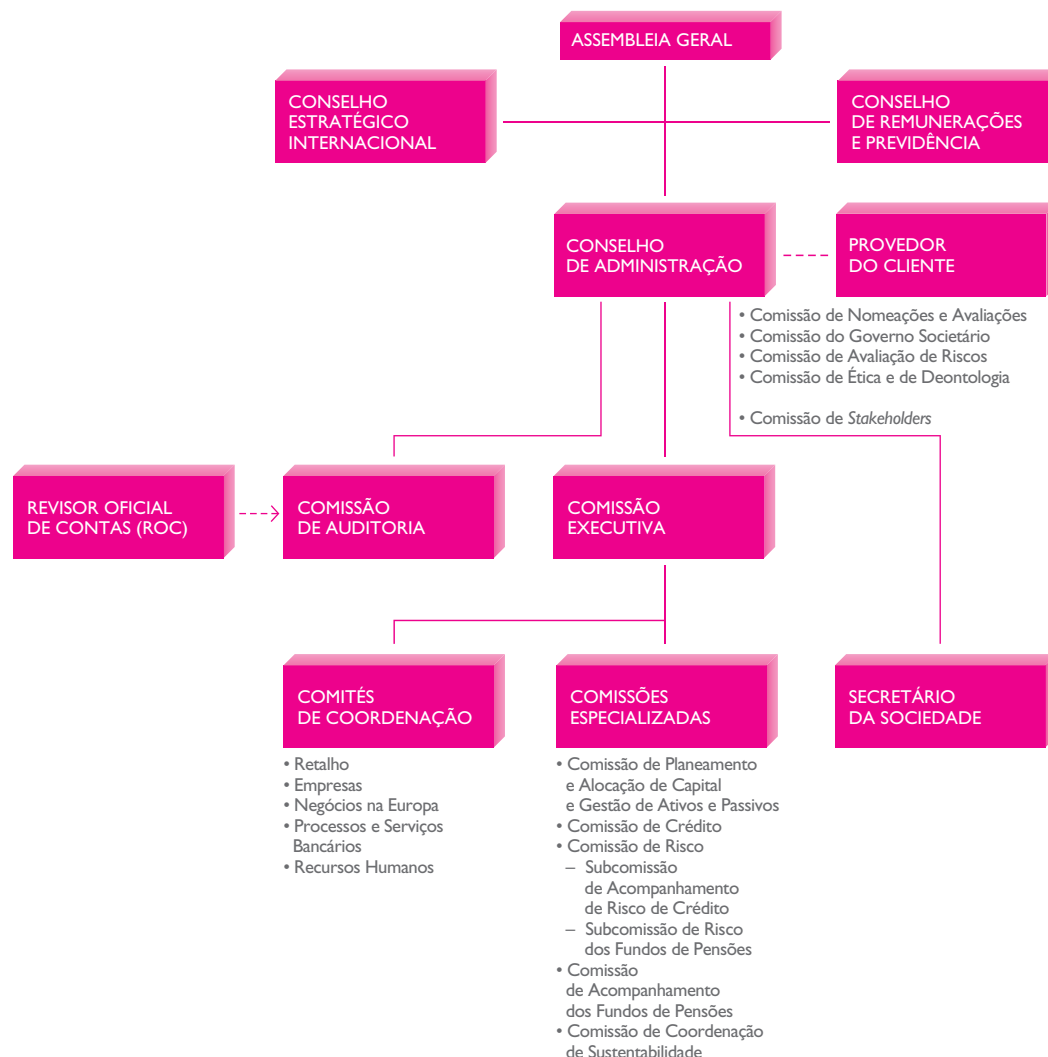 ASSEMBLEIA GERAL
CONSELHO
ESTRATÉGICO
INTERNACIONAL
CONSELHO
DE REMUNERAÇÕES
E PREVIDÊNCIA
CONSELHO
DE ADMINISTRAÇÃO
PROVEDOR
DO CLIENTE
• Comissão de Nomeações e Avaliações
• Comissão do Governo Societário
• Comissão de Avaliação de Riscos
• Comissão de Ética e de Deontologia
• Comissão de Stakeholders
REVISOR OFICIAL
DE CONTAS (ROC)
COMISSÃO
DE AUDITORIA
COMISSÃO
EXECUTIVA
COMITÉS
DE COORDENAÇÃO
• Retalho
• Empresas
• Negócios na Europa
• Processos e Serviços
Bancários
• Recursos Humanos
COMISSÕES
ESPECIALIZADAS
• Comissão de Planeamento
e Alocação de Capital
e Gestão de Ativos e Passivos
• Comissão de Crédito
• Comissão de Risco
– Subcomissão
de Acompanhamento
de Risco de Crédito
– Subcomissão de Risco
dos Fundos de Pensões
• Comissão
de Acompanhamento
dos Fundos de Pensões
• Comissão de Coordenação
de Sustentabilidade
SECRETÁRIO
DA SOCIEDADE